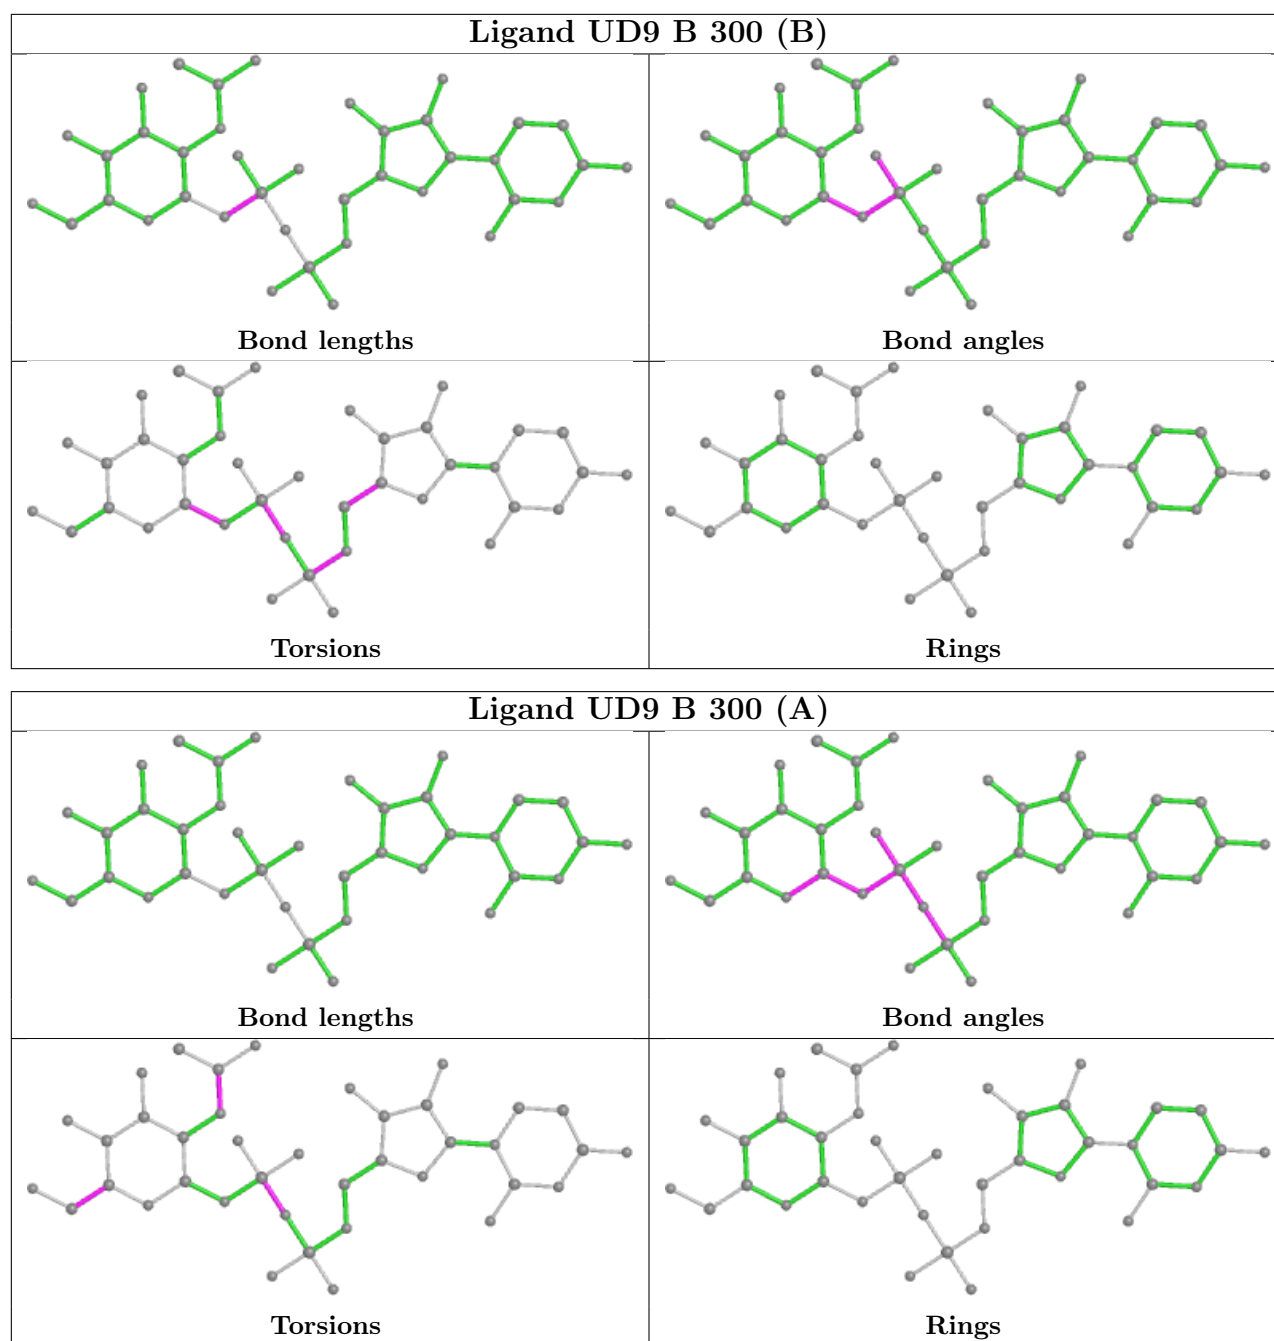 Ligand UD9 B 300 (B)
Bond lengths
Bond angles
Torsions
Rings
Ligand UD9 B 300 (A)
Bond lengths
Bond angles
Torsions
Rings